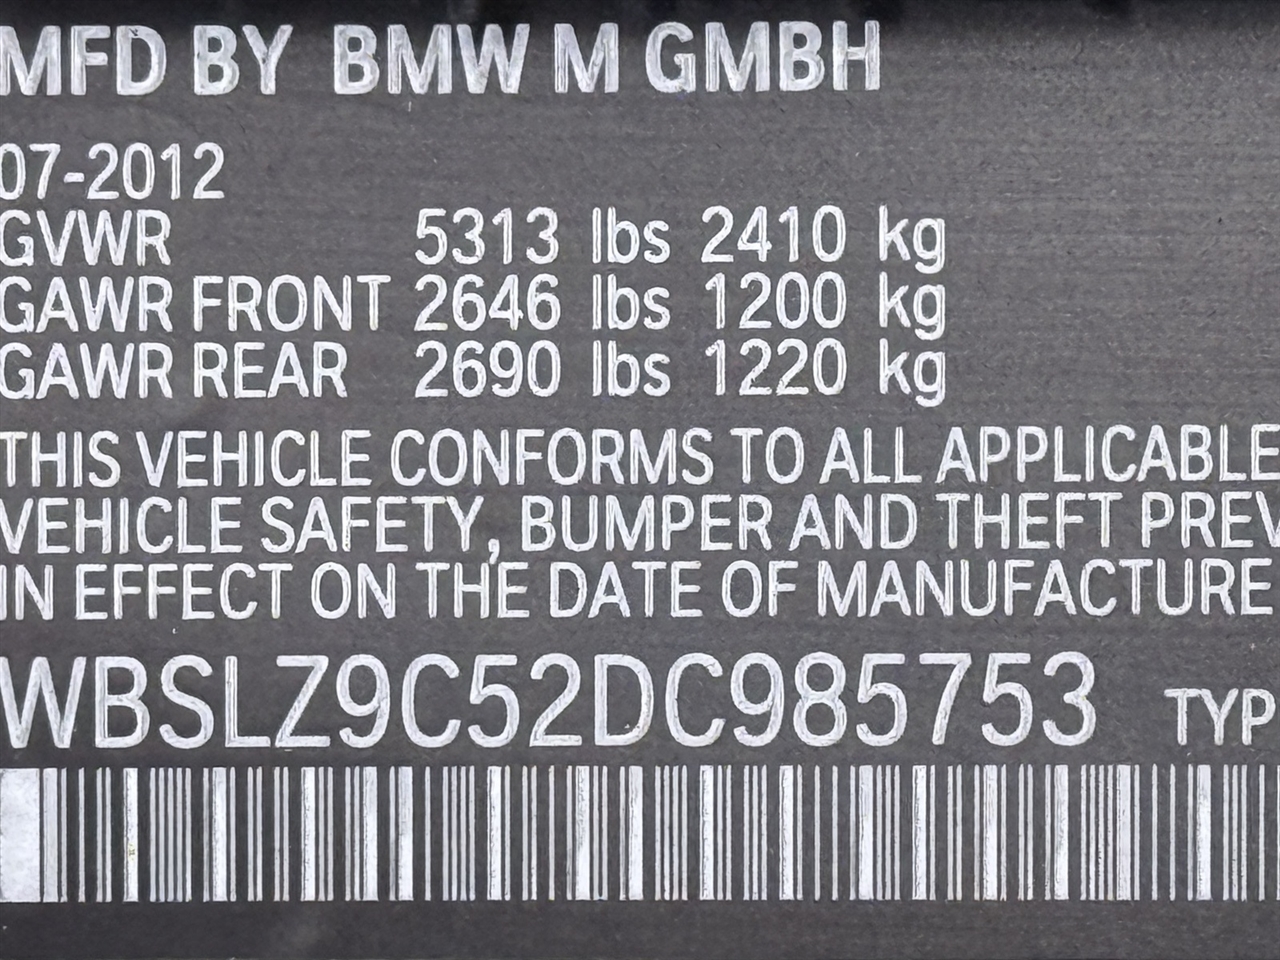 MFD BY BMW M GMBH
07-2012
GVWR 5313 lbs 2410 kg
GAWR FRONT 2646 lbs 1200 kg
GAWR REAR 2690 lbs 1220 kg
THIS VEHICLE CONFORMS TO ALL APPLICABLE
VEHICLE SAFETY, BUMPER AND THEFT PREV
IN EFFECT ON THE DATE OF MANUFACTURE
WBSLZ9C52DC985753 TYP